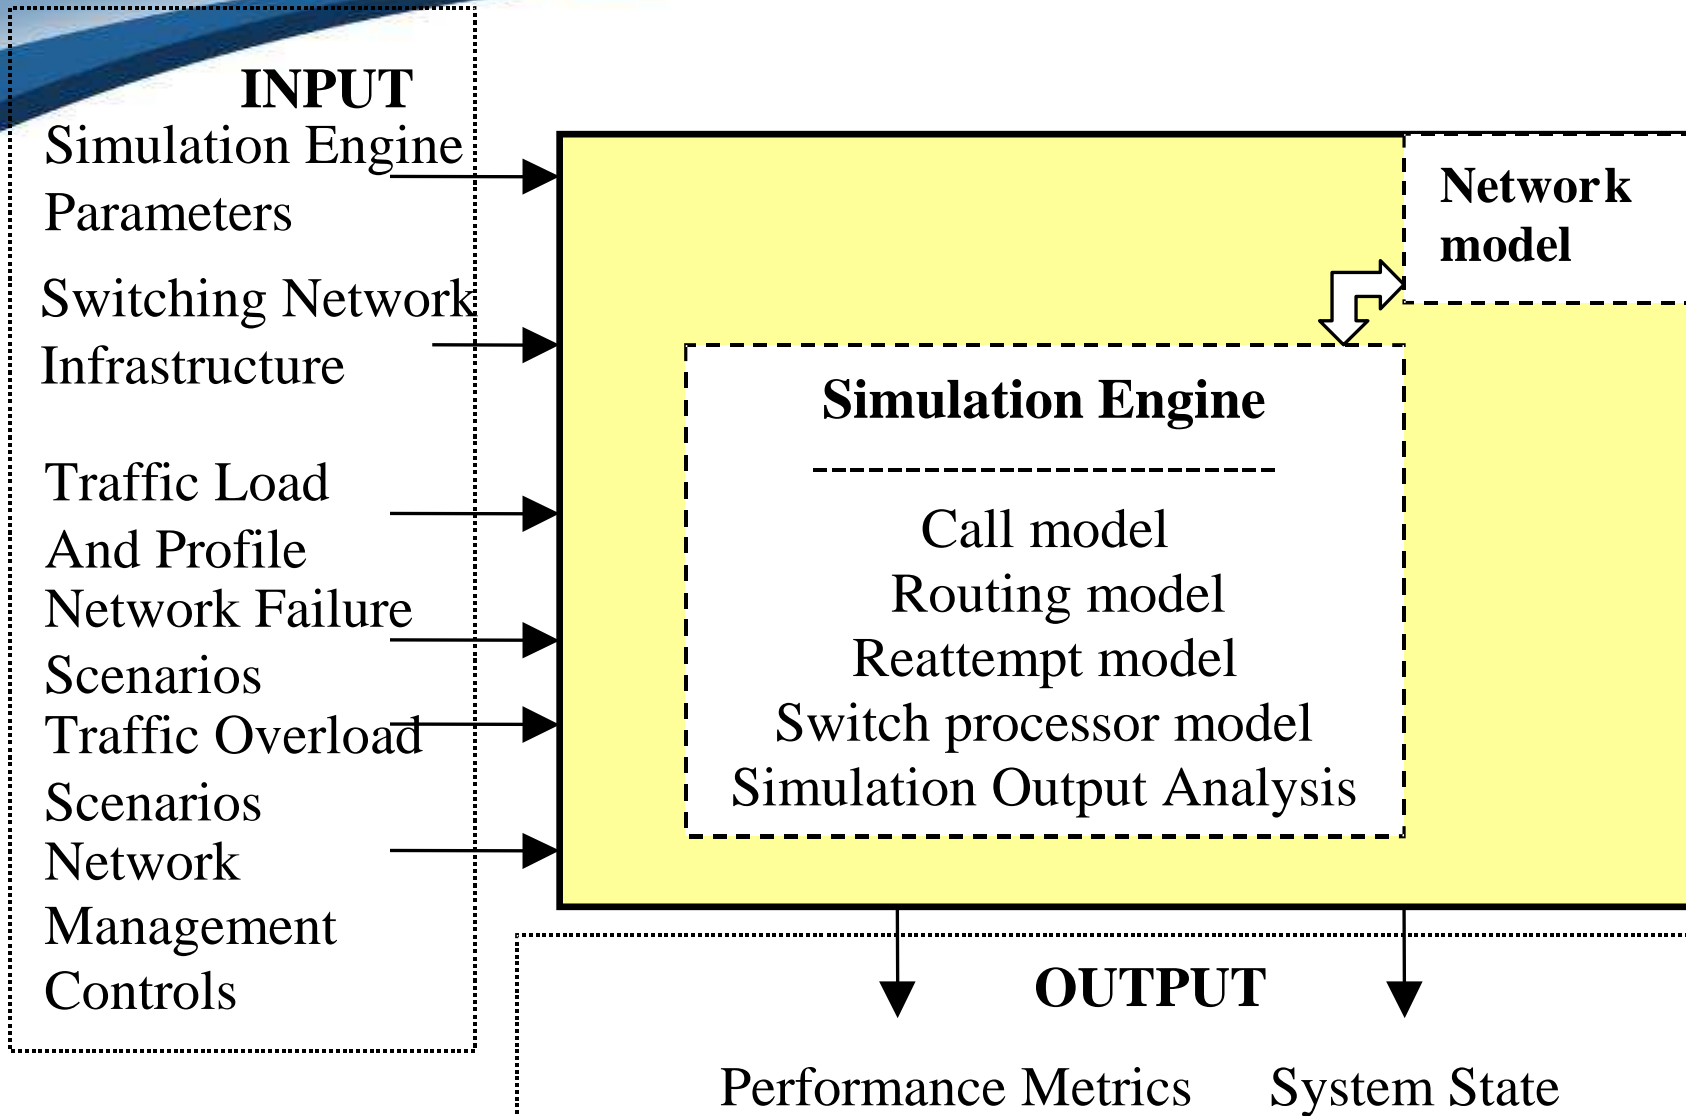 INPUT
Simulation Engine
Parameters
Switching Network
Infrastructure
Traffic Load
And Profile
Network Failure
Scenarios
Traffic Overload
Scenarios
Network
Management
Controls
Network
model
Simulation Engine
Call model
Routing model
Reattempt model
Switch processor model
Simulation Output Analysis
OUTPUT
Performance Metrics
System State